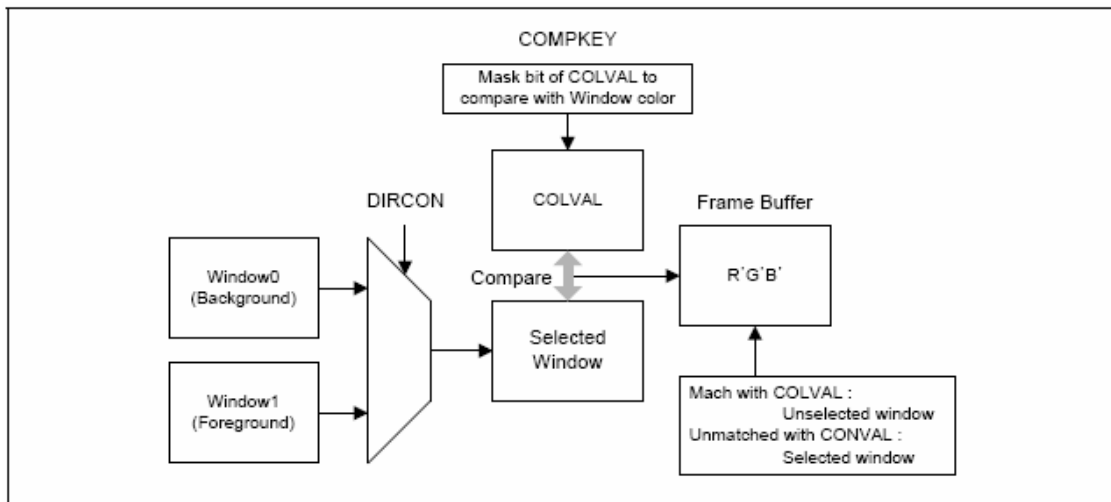 COMPKEY
Mask bit of COLVAL to
compare with Window color
DIRCON
COLVAL
Frame Buffer
Window0
(Background)
Compare
R'G'B'
Selected
Window
Window1
(Foreground)
Mach with COLVAL :
Unselected window
Unmatched with CONVAL :
Selected window